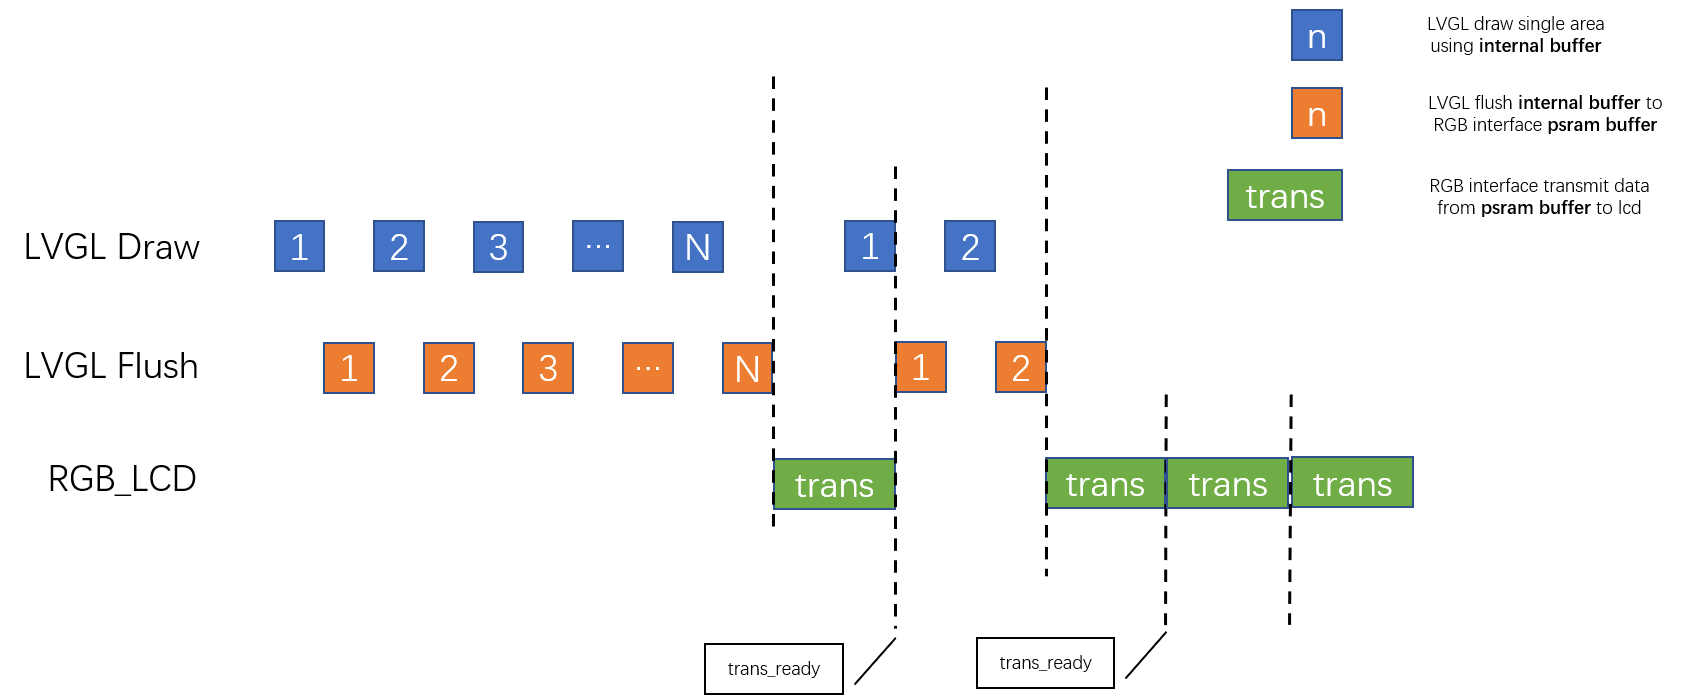 n
LVGL draw single area
using internal buffer
n
LVGL flush internal buffer to
RGB interface psram buffer
trans
RGB interface transmit data
from psram buffer to lcd
LVGL Draw
1 2 3 ... N 1 2
LVGL Flush
1 2 3 ... N 1 2
RGB_LCD
trans trans trans trans
trans_ready
trans_ready